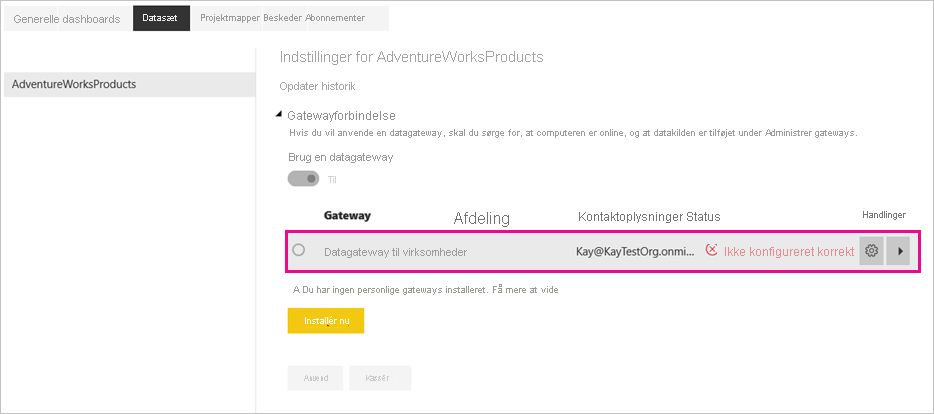 Generelle dashboards Datasæt Projektmapper Beskeder Abonnementer
AdventureWorksProducts
Indstillinger for AdventureWorksProducts
Opdater historik
Gatewayforbindelse
Hvis du vil anvende en datagateway, skal du sørge for, at computeren er online, og at datakilden er tilføjet under Administrer gateways.
Brug en datagateway
Til
Gateway Afdeling Kontaktoplysninger Status Handlinger
Datagateway til virksomheder Kay@KayTestOrg.onmi... Ikke konfigureret korrekt
A Du har ingen personlige gateways installeret. Få mere at vide
Installér nu
Anvend Kassér